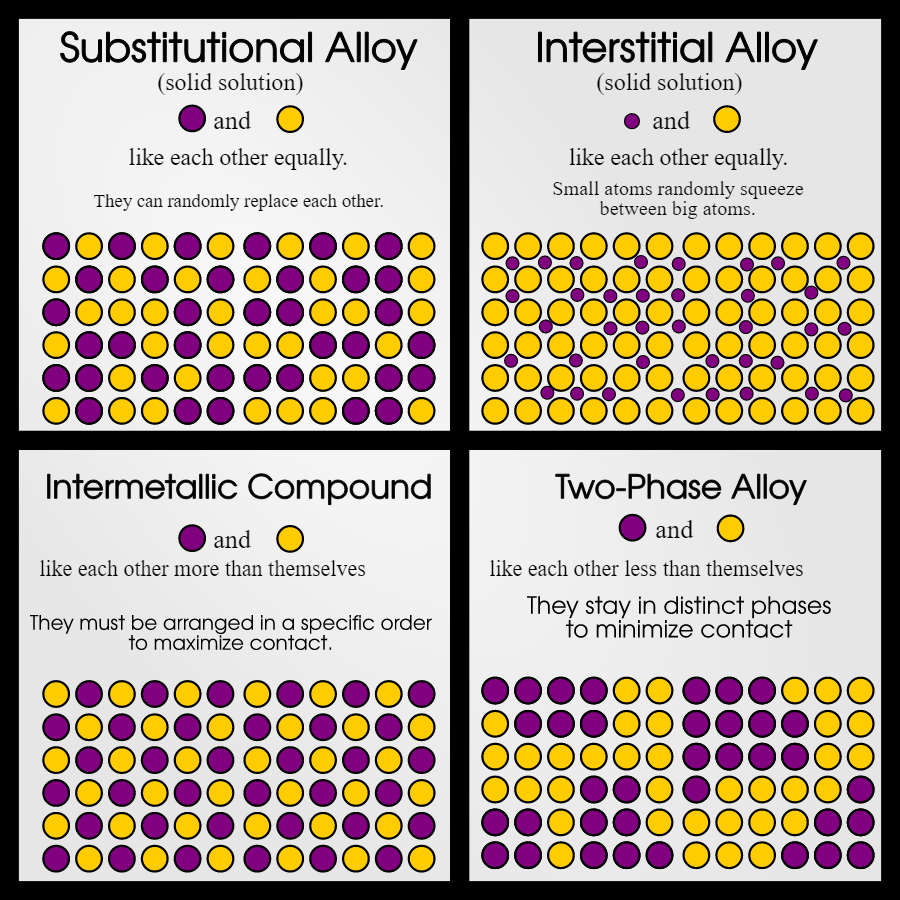 Substitutional Alloy
(solid solution)
and
like each other equally.
They can randomly replace each other.
Interstitial Alloy
(solid solution)
and
like each other equally.
Small atoms randomly squeeze
between big atoms.
Intermetallic Compound
and
like each other more than themselves
They must be arranged in a specific order
to maximize contact.
Two-Phase Alloy
and
like each other less than themselves
They stay in distinct phases
to minimize contact